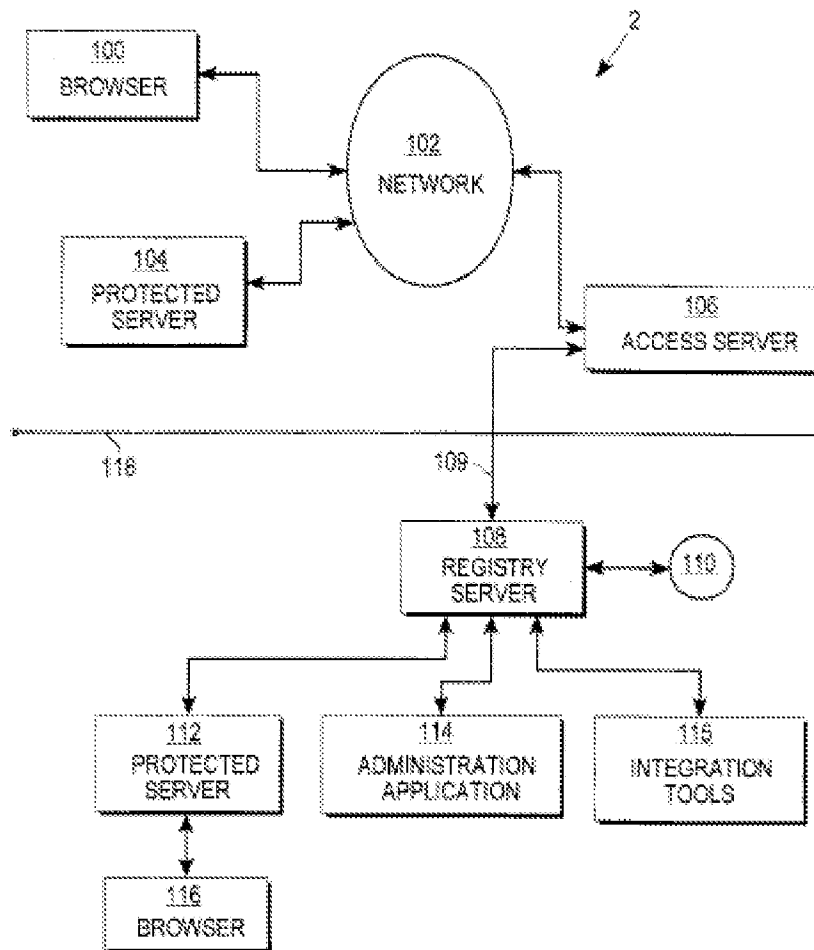 2
100
BROWSER
102
NETWORK
104
PROTECTED
SERVER
106
ACCESS SERVER
118
109
108
REGISTRY
SERVER
110
112
PROTECTED
SERVER
114
ADMINISTRATION
APPLICATION
115
INTEGRATION
TOOLS
116
BROWSER